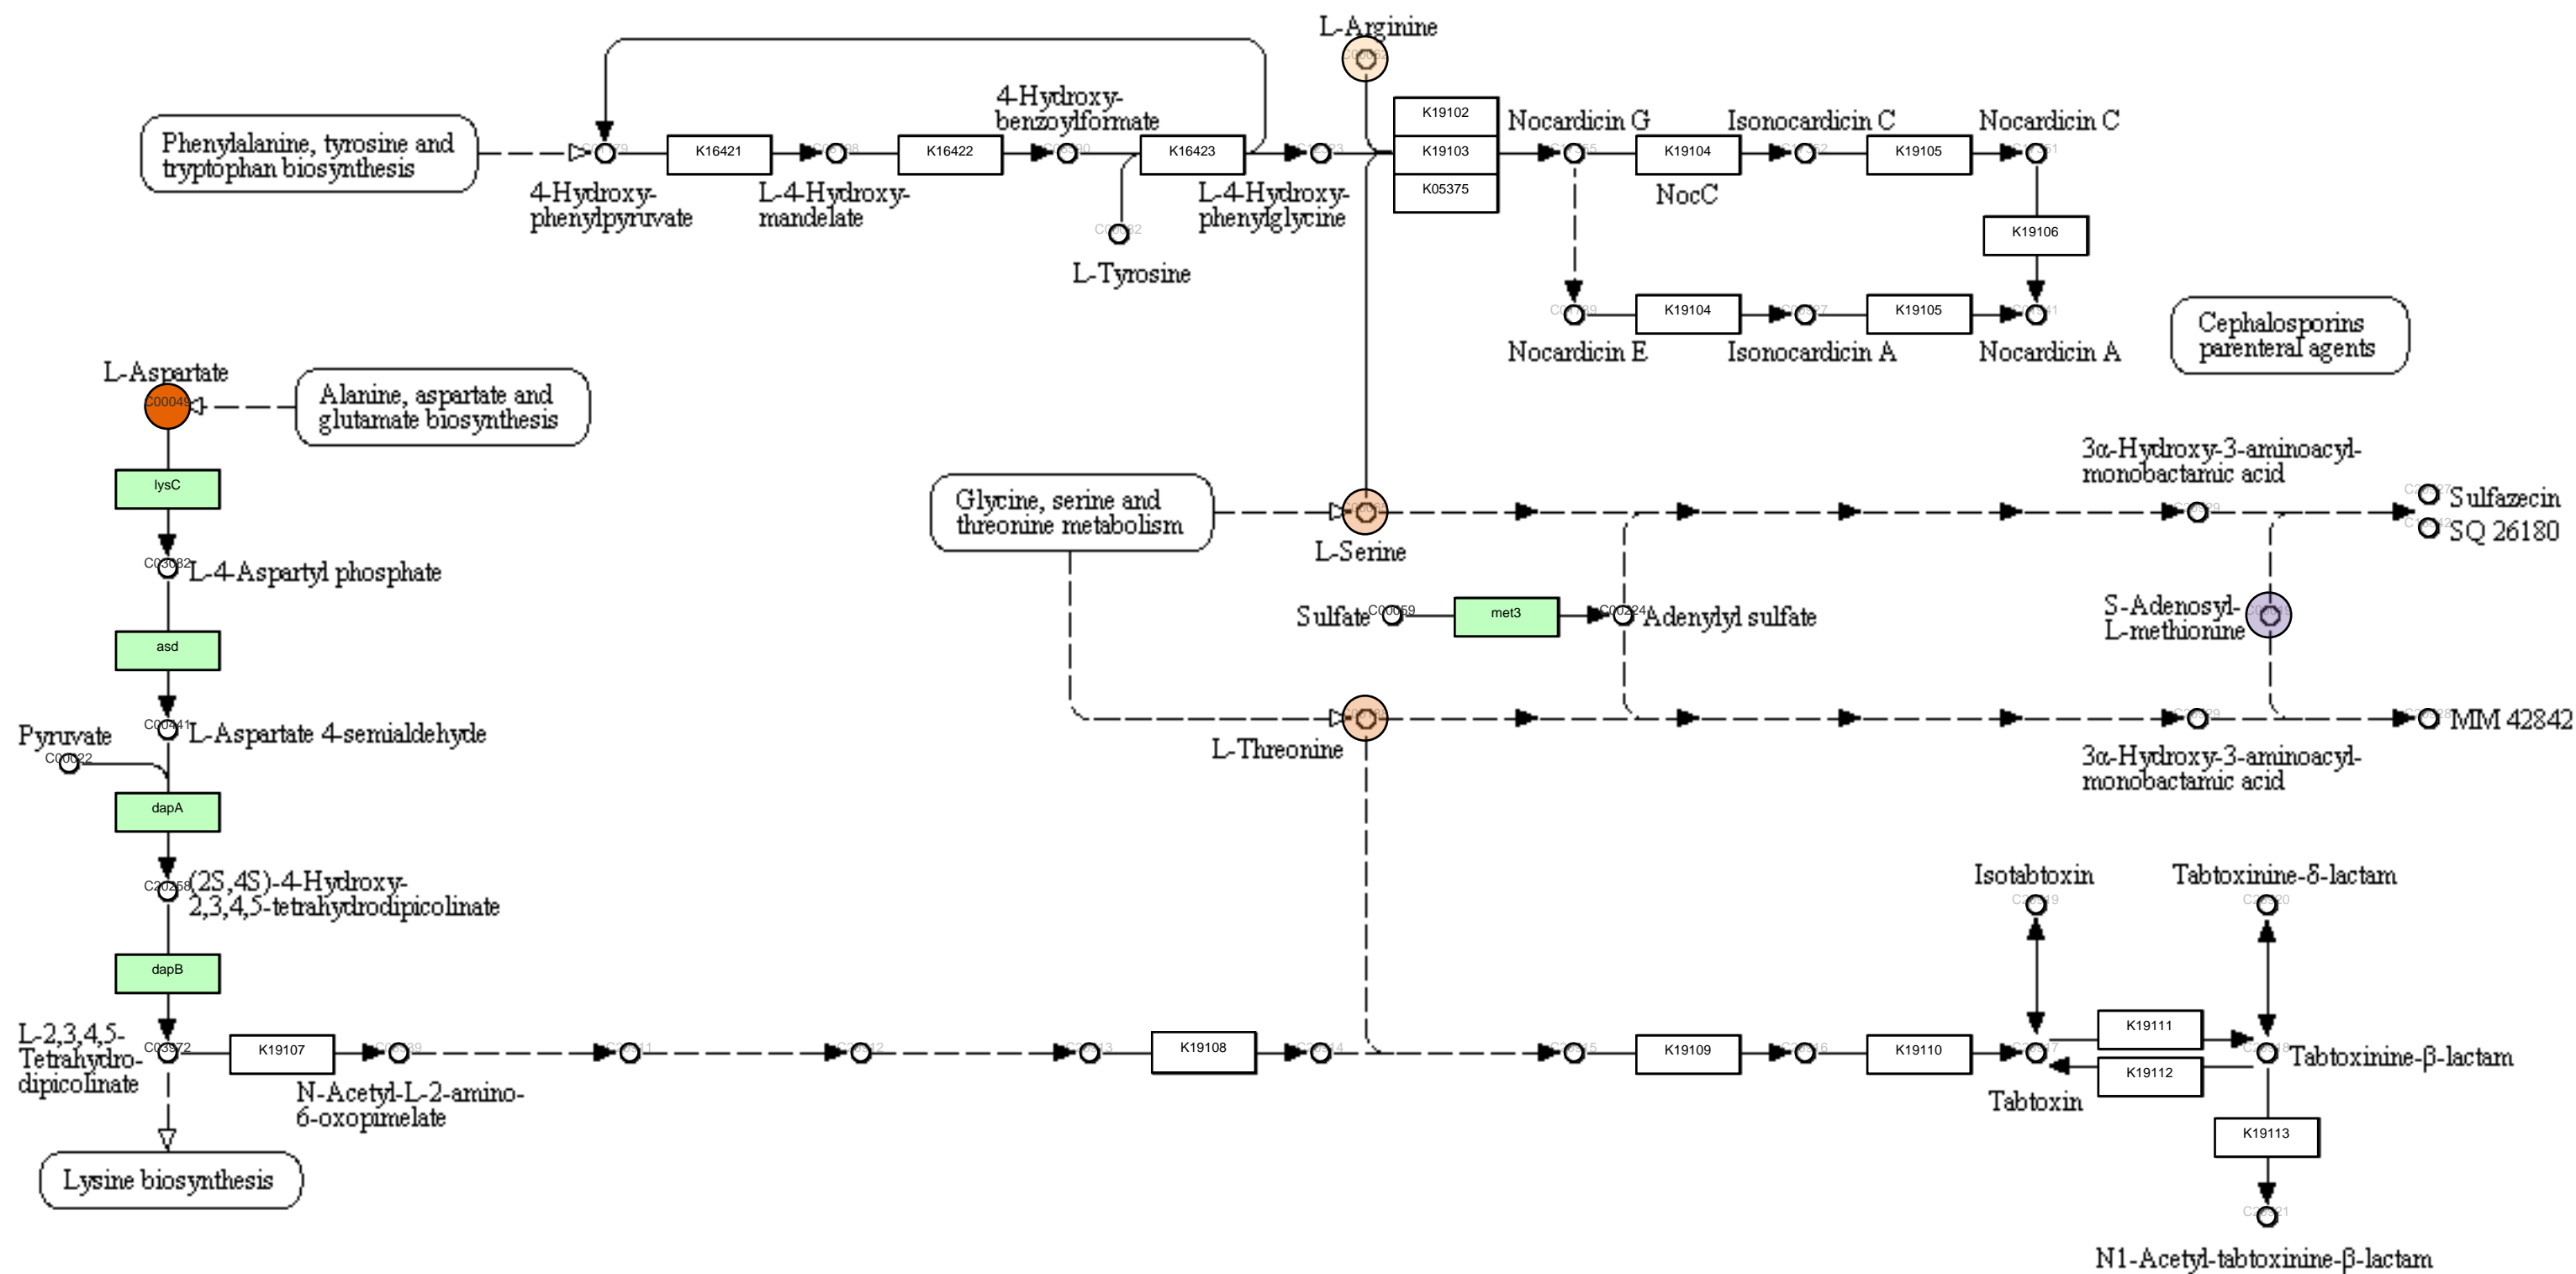 L-Arginine
4-Hydroxy-
benzoylformate
K19102
Nocardicin G
Isonocardicin C
Nocardicin C
Phenylalanine, tyrosine and
tryptophan biosynthesis
K16421
K16422
K16423
K19103
K19104
K19105
4-Hydroxy-
phenylpyruvate
L-4-Hydroxy-
mandelate
L-4-Hydroxy-
phenylglycine
K05375
NocC
K19106
L-Tyrosine
K19104
K19105
Nocardicin E
Isonocardicin A
Nocardicin A
Cephalosporins
parenteral agents
L-Aspartate
C00049
Alanine, aspartate and
glutamate biosynthesis
lysC
Glycine, serine and
threonine metabolism
L-Serine
3α-Hydroxy-3-aminoacyl-
monobactamic acid
Sulfazecin
SQ 26180
C03082
L-4-Aspartyl phosphate
Sulfate
C00059
met3
C00224
Adenylyl sulfate
S-Adenosyl-
L-methionine
asd
C00441
L-Aspartate 4-semialdehyde
Pyruvate
C00022
L-Threonine
3α-Hydroxy-3-aminoacyl-
monobactamic acid
MM 42842
dapA
C20258
(2S,4S)-4-Hydroxy-
2,3,4,5-tetrahydrodipicolinate
Isotabtoxin
Tabtoxinine-δ-lactam
dapB
L-2,3,4,5-
Tetrahydro-
dipicolinate
C03972
K19107
N-Acetyl-L-2-amino-
6-oxopimelate
K19108
K19109
K19110
K19111
K19112
Tabtoxin
Tabtoxinine-β-lactam
K19113
Lysine biosynthesis
N1-Acetyl-tabtoxinine-β-lactam